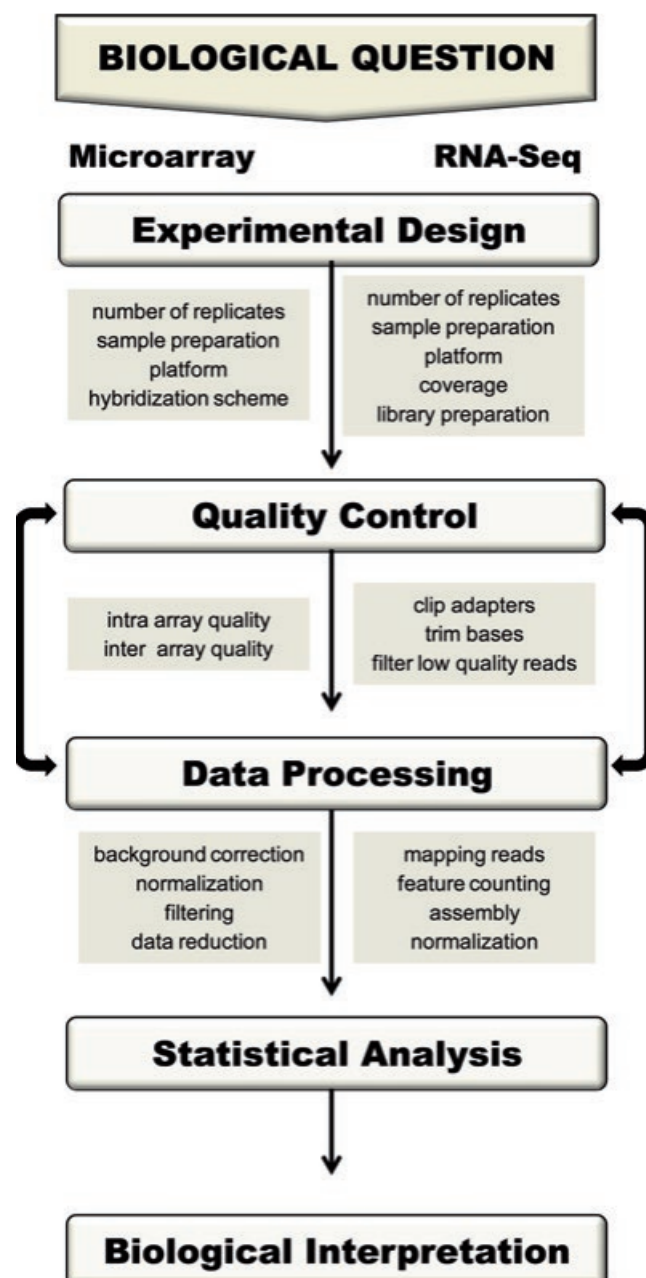 BIOLOGICAL QUESTION
Microarray
RNA-Seq
Experimental Design
number of replicates
sample preparation
platform
hybridization scheme
number of replicates
sample preparation
platform
coverage
library preparation
Quality Control
intra array quality
inter array quality
clip adapters
trim bases
filter low quality reads
Data Processing
background correction
normalization
filtering
data reduction
mapping reads
feature counting
assembly
normalization
Statistical Analysis
Biological Interpretation